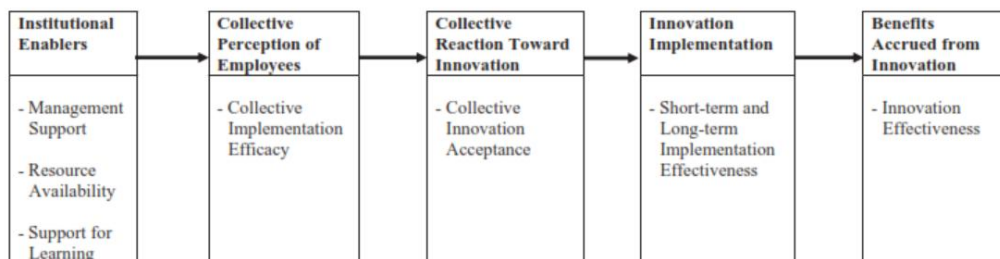 Institutional
Enablers
- Management
Support
- Resource
Availability
- Support for
Learning
Collective
Perception of
Employees
- Collective
Implementation
Efficacy
Collective
Reaction Toward
Innovation
- Collective
Innovation
Acceptance
Innovation
Implementation
- Short-term and
Long-term
Implementation
Effectiveness
Benefits
Accrued from
Innovation
- Innovation
Effectiveness